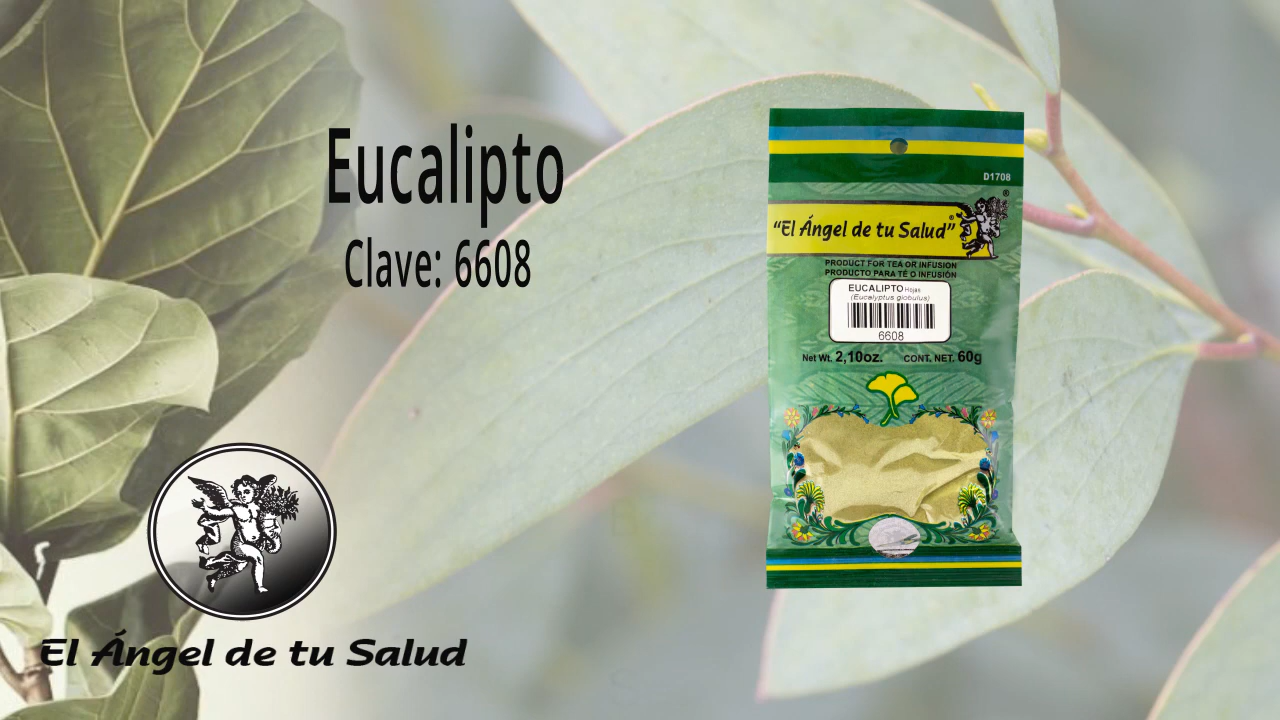 Eucalipto
Clave: 6608
D1708
®
"El Ángel de tu Salud"®
PRODUCT FOR TEA OR INFUSION
PRODUCTO PARA TÉ O INFUSIÓN
EUCALIPTO Hojas
(Eucalyptus globulus)
6608
Net Wt. 2,10oz. CONT. NET. 60g
El Ángel de tu Salud